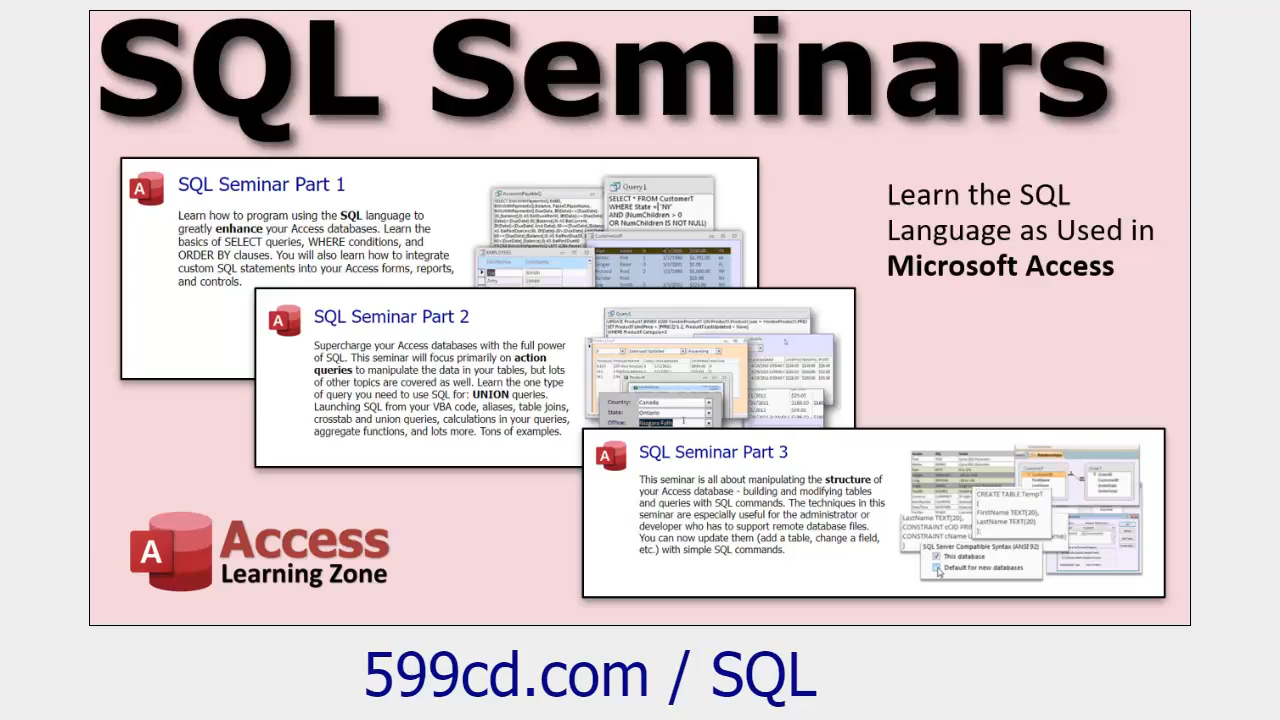 SQL Seminars
SQL Seminar Part 1
Learn how to program using the SQL language to
greatly enhance your Access databases. Learn the
basics of SELECT queries, WHERE conditions, and
ORDER BY clauses. You will also learn how to integrate
custom SQL statements into your Access forms, reports,
and controls.
Query1
SELECT * FROM CustomerT
WHERE State ='NY'
AND (NumChildren > 0
OR NumChildren IS NOT NULL)
Learn the SQL
Language as Used in
Microsoft Access
SQL Seminar Part 2
Supercharge your Access databases with the full power
of SQL. This seminar will focus primarily on action
queries to manipulate the data in your tables, but lots
of other topics are covered as well. Learn the one type
of query you need to use SQL for: UNION queries.
Launching SQL from your VBA code, aliases, table joins,
crosstab and union queries, calculations in your queries,
aggregate functions, and lots more. Tons of examples.
Query1
Country: Canada
State: Ontario
Office: Niagara Falls
SQL Seminar Part 3
This seminar is all about manipulating the structure of
your Access database - building and modifying tables
and queries with SQL commands. The techniques in this
seminar are especially useful for the administrator or
developer who has to support remote database files.
You can now update them (add a table, change a field,
etc.) with simple SQL commands.
CREATE TABLE TempT
(
FirstName TEXT(20),
LastName TEXT(20)
);
LastName TEXT(20),
SQL Server Compatible Syntax (ANSI 92)
This database
Default for new databases
A Access
Learning Zone
599cd.com / SQL